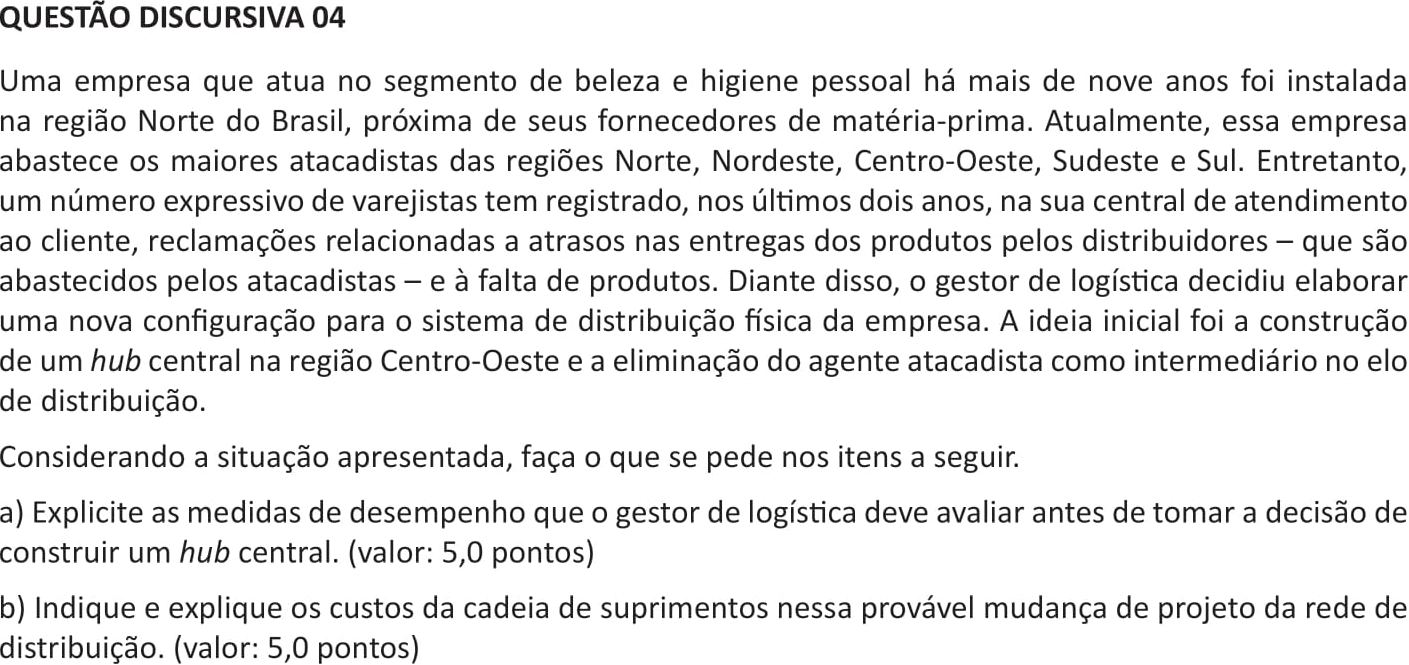 QUESTÃO DISCURSIVA 04
Uma empresa que atua no segmento de beleza e higiene pessoal há mais de nove anos foi instalada
na região Norte do Brasil, próxima de seus fornecedores de matéria-prima. Atualmente, essa empresa
abastece os maiores atacadistas das regiões Norte, Nordeste, Centro-Oeste, Sudeste e Sul. Entretanto,
um número expressivo de varejistas tem registrado, nos últimos dois anos, na sua central de atendimento
ao cliente, reclamações relacionadas a atrasos nas entregas dos produtos pelos distribuidores – que são
abastecidos pelos atacadistas – e à falta de produtos. Diante disso, o gestor de logística decidiu elaborar
uma nova configuração para o sistema de distribuição física da empresa. A ideia inicial foi a construção
de um hub central na região Centro-Oeste e a eliminação do agente atacadista como intermediário no elo
de distribuição.
Considerando a situação apresentada, faça o que se pede nos itens a seguir.
a) Explicite as medidas de desempenho que o gestor de logística deve avaliar antes de tomar a decisão de
construir um hub central. (valor: 5,0 pontos)
b) Indique e explique os custos da cadeia de suprimentos nessa provável mudança de projeto da rede de
distribuição. (valor: 5,0 pontos)